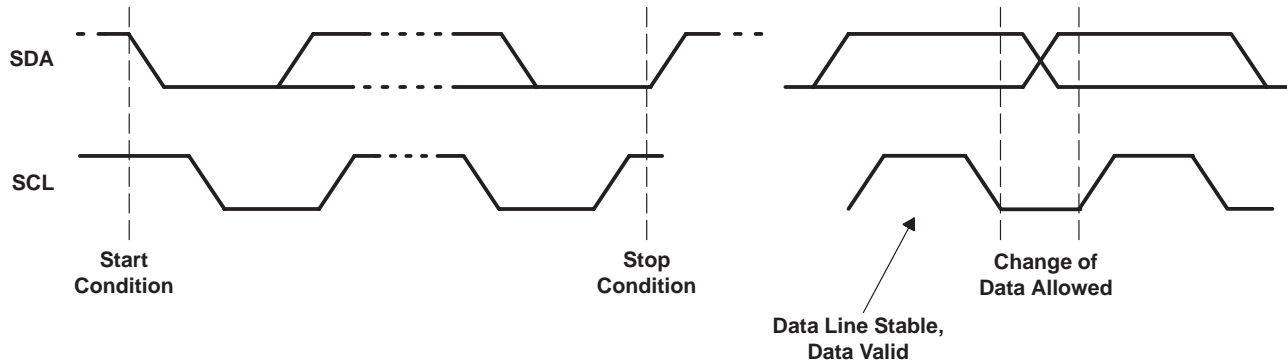 SDA
SCL
Start
Condition
Stop
Condition
Change of
Data Allowed
Data Line Stable,
Data Valid